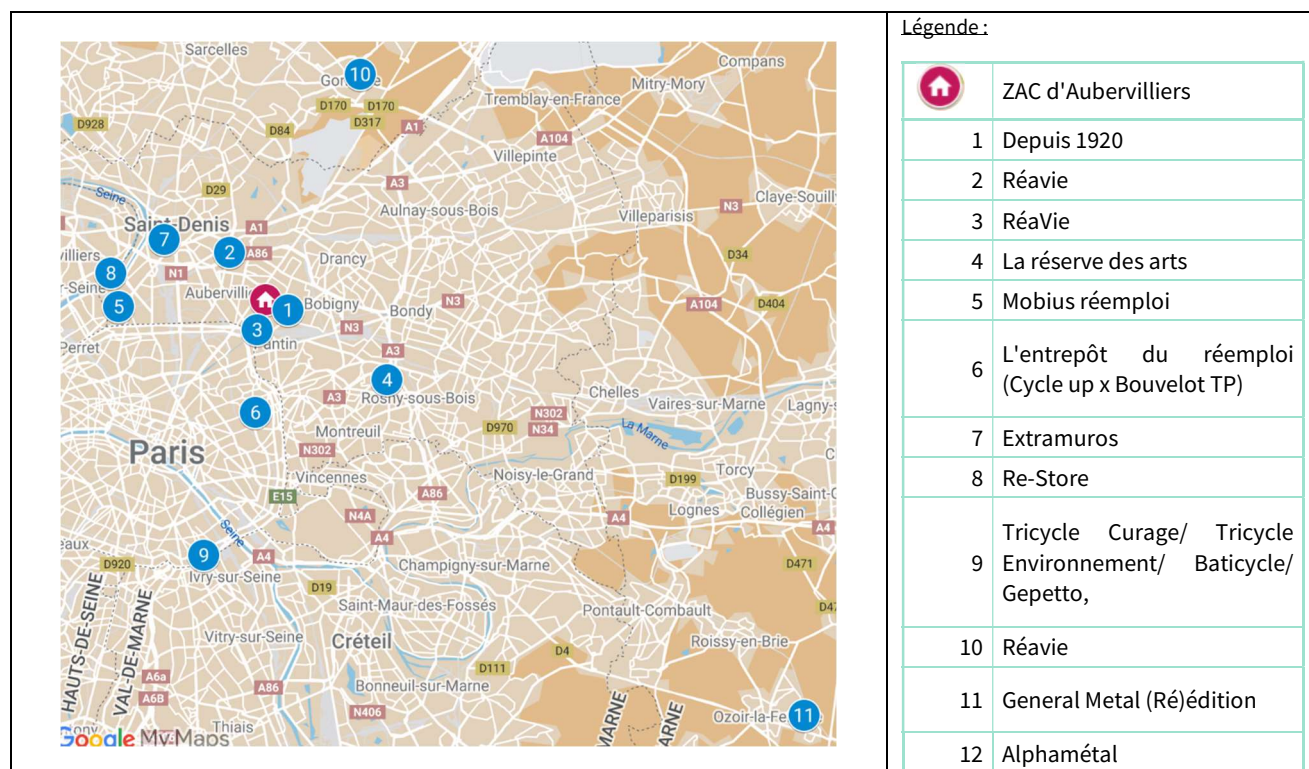 Sarcelles
10
Compans
Mitry-Mory
Tremblay-en-France
D170
D170
D317
D928
D84
A1
A104
Villepinte
A3
Seine
D29
Claye-Souill
Aulnay-sous-Bois
Villeparisis
N3
Saint-Denis
A1
7
2
A86
D34
Drancy
8
N1
5
Aubervilli
1
Bobigny
N3
A104
D404
Bondy
3
N3
Perret
antin
A3
4
A3
Rosny-sous-Bois
Chelles
Vaires-sur-Marne
Lagny-s
6
N302
Montreuil
D970
N34
La Marne
Paris
N302
Vincennes
Noisy-le-Grand
D199
Torcy
A86
Bussy-Saint-G
E15
Lognes
Collégien
N4A
A4
A4
Seine
A4
eaux
9
A4
D920
Champigny-sur-Marne
D471
Ivry-sur-Seine
D19
Saint-Maur-des-Fossés
Pontault-Combault
D47
HAUTS-DE-SEINE
VAL-DE-MARNE
Vitry-sur-Seine
Créteil
Roissy-en-Brie
D4
D111
A6a
A86
Bonneuil-sur-Marne
A6B
N406
MARNE
ARNE
Ozoir-la-Fe
11
Thiais
Google My Maps
Légende :
ZAC d'Aubervilliers
1 Depuis 1920
2 Réavie
3 RéaVie
4 La réserve des arts
5 Mobius réemploi
L'entrepôt du réemploi
6 (Cycle up x Bouvelot TP)
7 Extramuros
8 Re-Store
Tricycle Curage/ Tricycle
9 Environnement/ Baticycle/
Gepetto,
10 Réavie
11 General Metal (Ré)édition
12 Alphamétal